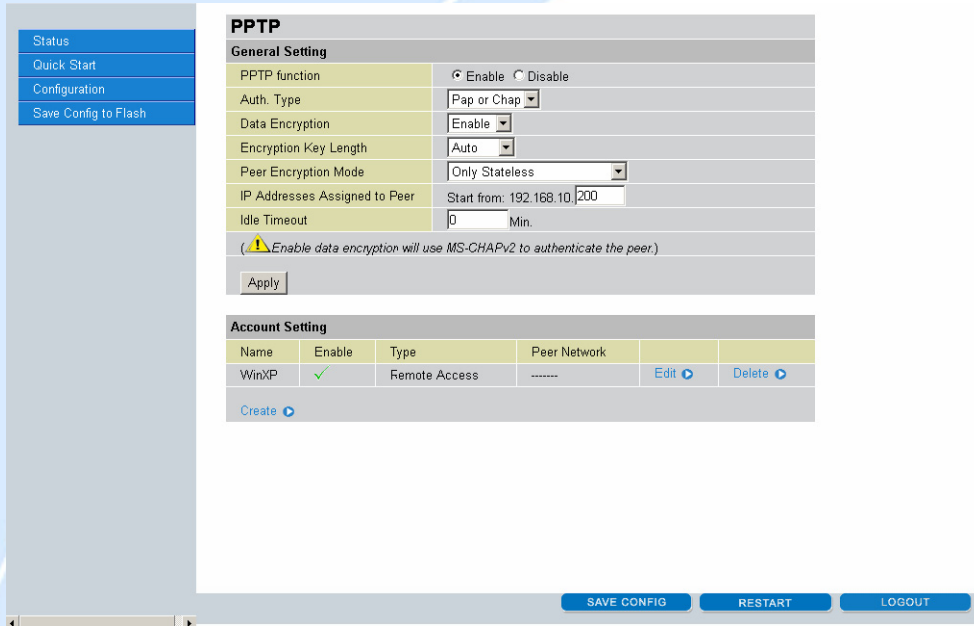 Status
Quick Start
Configuration
Save Config to Flash
PPTP
General Setting
PPTP function Enable Disable
Auth. Type Pap or Chap
Data Encryption Enable
Encryption Key Length Auto
Peer Encryption Mode Only Stateless
IP Addresses Assigned to Peer Start from: 192.168.10. 200
Idle Timeout 0 Min.
(Enable data encryption will use MS-CHAPv2 to authenticate the peer.)
Apply
Account Setting
Name Enable Type Peer Network
WinXP Remote Access ------- Edit Delete
Create
SAVE CONFIG RESTART LOGOUT